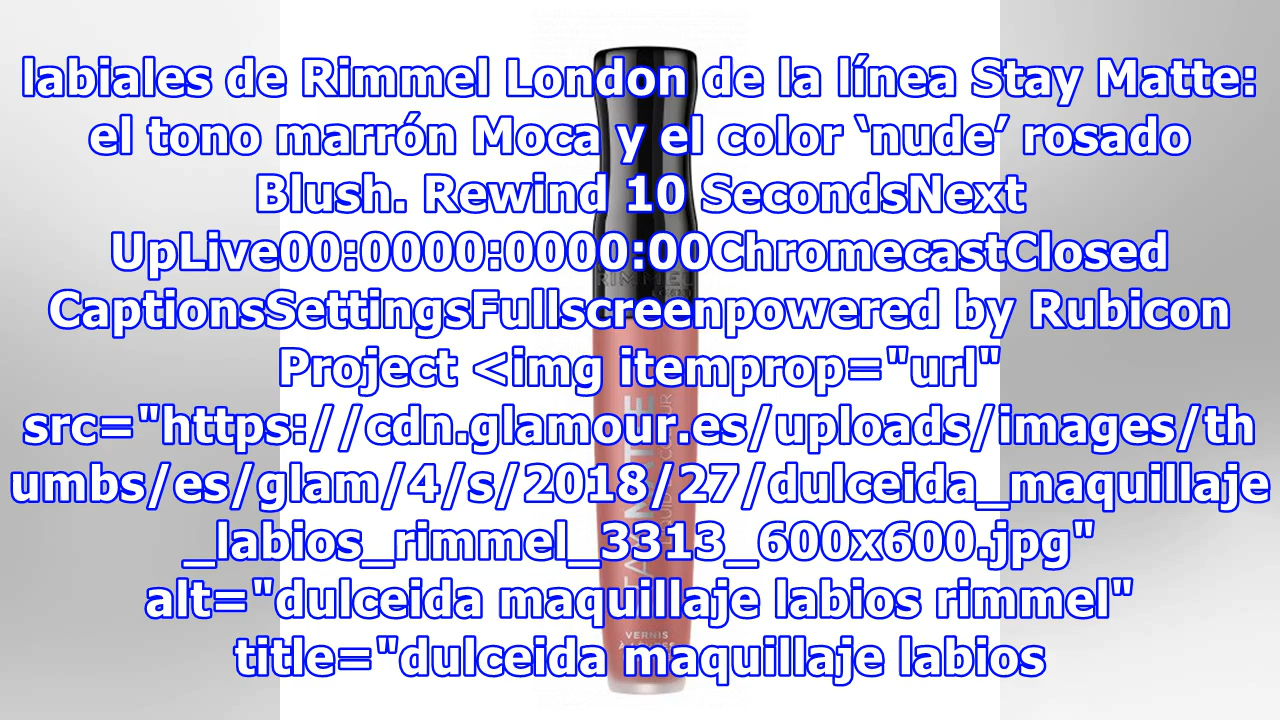 labiales de Rimmel London de la línea Stay Matte:
el tono marrón Moca y el color ‘nude’ rosado
Blush. Rewind 10 SecondsNext
UpLive00:0000:0000:00ChromecastClosed
CaptionsSettingsFullscreenpowered by Rubicon
Project <img itemprop="url"
src="https://cdn.glamour.es/uploads/images/th
umbs/es/glam/4/s/2018/27/dulceida_maquillaje
_labios_rimmel_3313_600x600.jpg"
alt="dulceida maquillaje labios rimmel"
title="dulceida maquillaje labios
RIMMEL
VERNIS